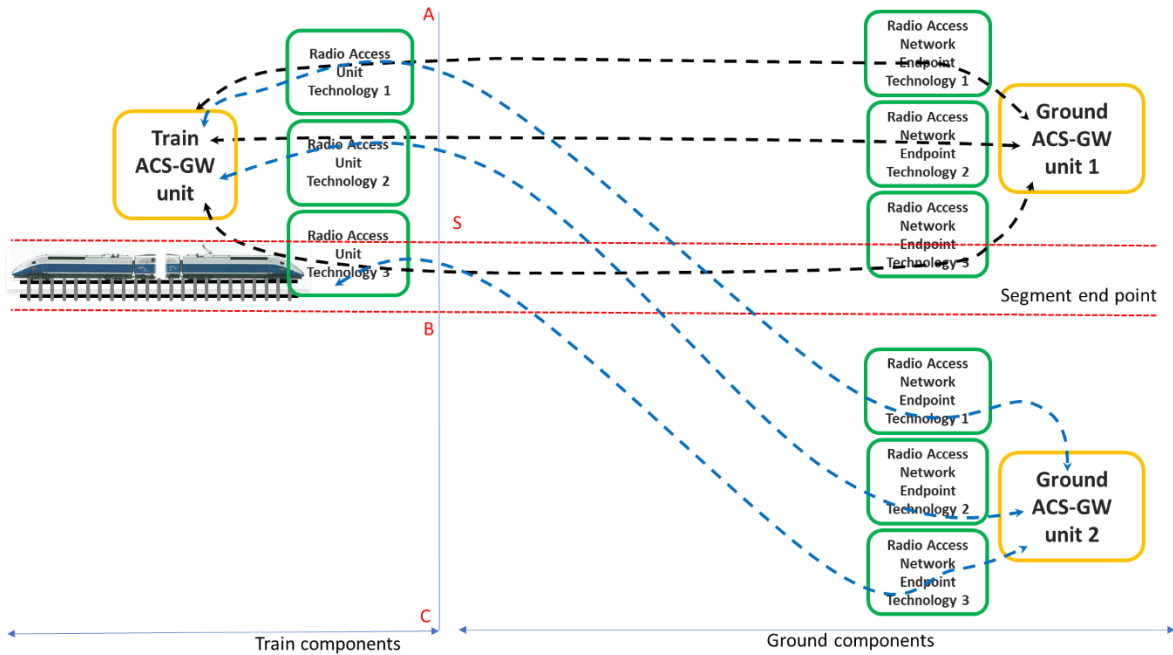 A
Radio Access
Unit
Technology 1
Radio Access
Network
Endpoint
Technology 1
Train
ACS-GW
unit
Radio Access
Unit
Technology 2
Radio Access
Network
Endpoint
Technology 2
Ground
ACS-GW
unit 1
S
Radio Access
Unit
Technology 3
Radio Access
Network
Endpoint
Technology 3
Segment end point
B
Radio Access
Network
Endpoint
Technology 1
Radio Access
Network
Endpoint
Technology 2
Ground
ACS-GW
unit 2
Radio Access
Network
Endpoint
Technology 3
C
Train components
Ground components